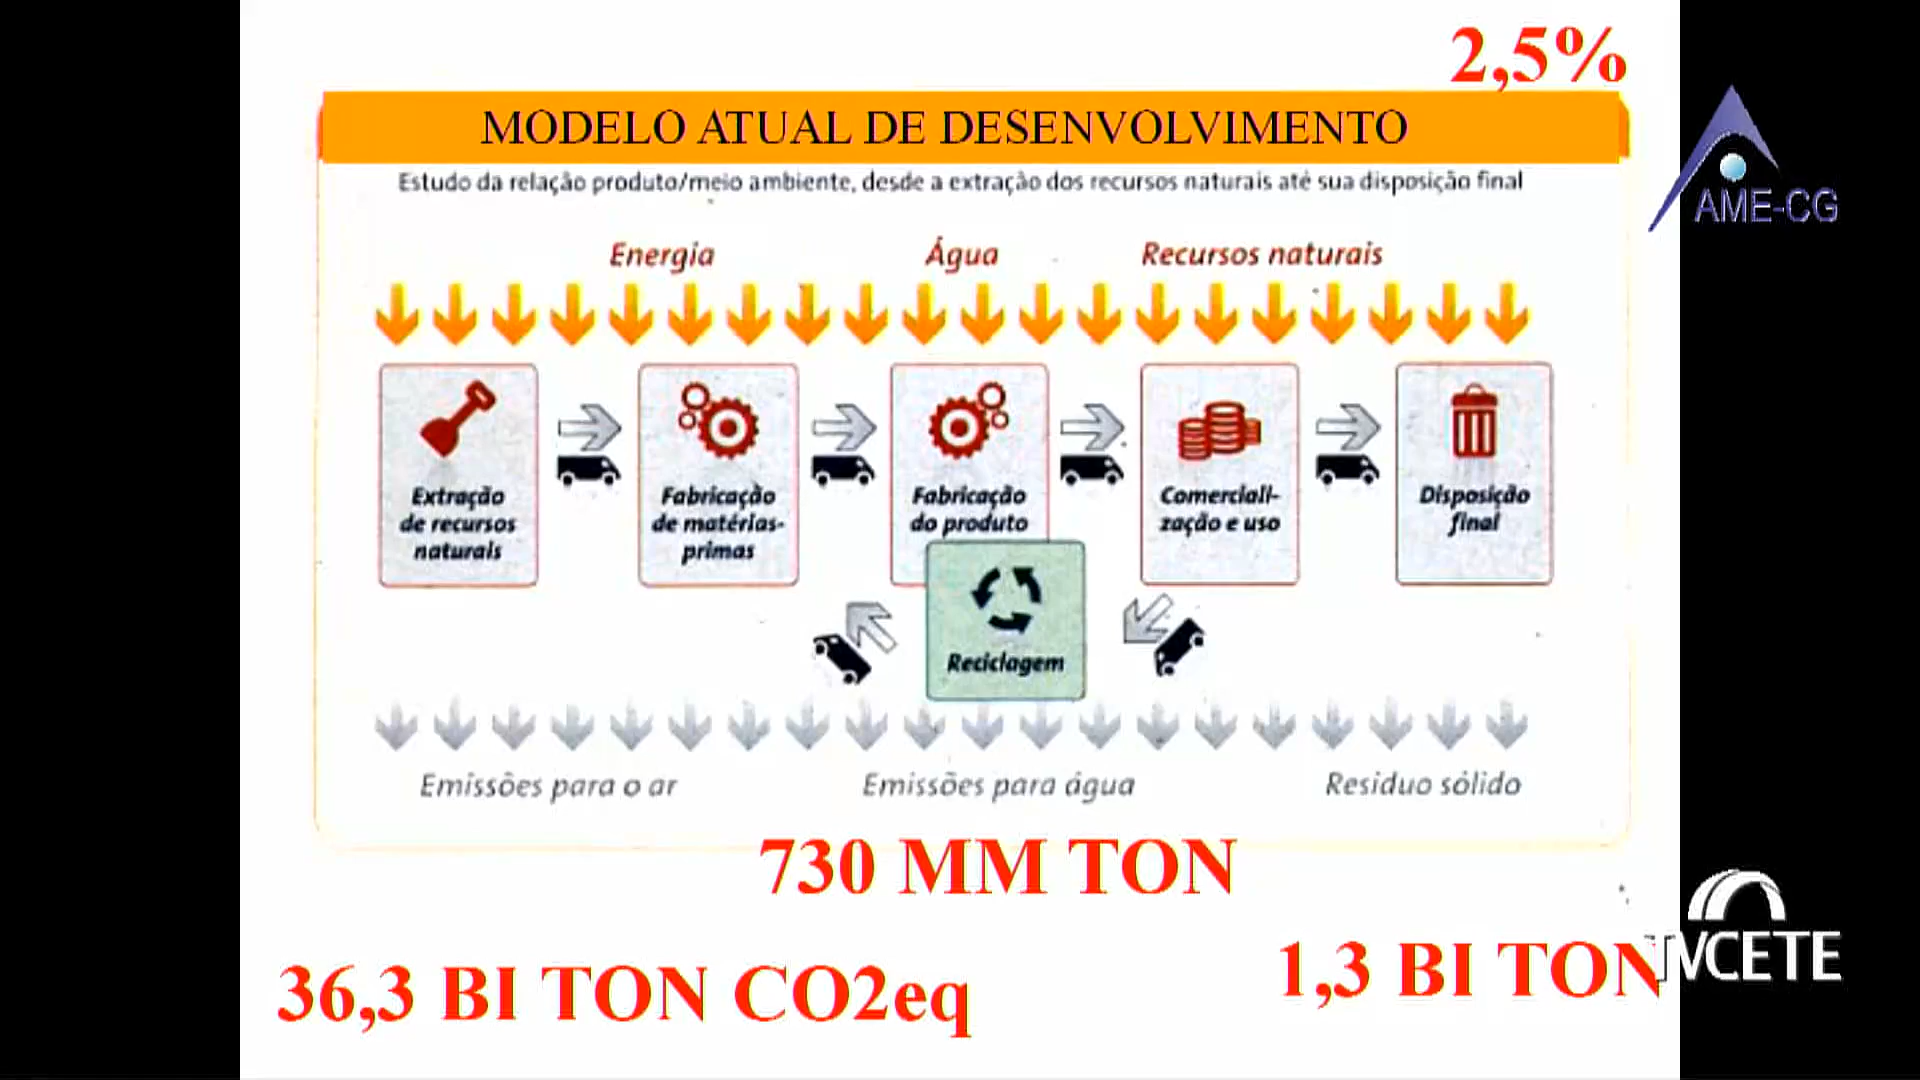 2,5%
MODELO ATUAL DE DESENVOLVIMENTO
Estudo da relação produto/meio ambiente, desde a extração dos recursos naturais até sua disposição final
AME-CG
Energia
Água
Recursos naturais
Extração
de recursos
naturais
Fabricação
de matérias-
primas
Fabricação
do produto
Comerciali-
zação e uso
Disposição
final
Reciclagem
Emissões para o ar
Emissões para água
Resíduo sólido
730 MM TON
36,3 BI TON CO2eq
1,3 BI TON
TVCETE